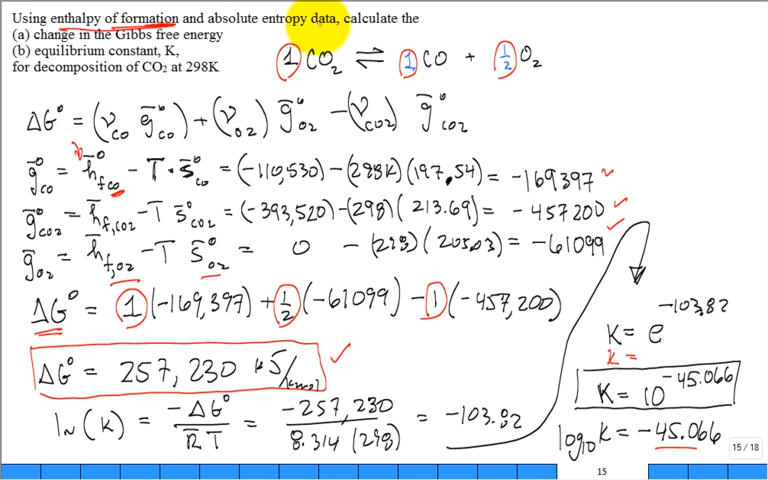 Using enthalpy of formation and absolute entropy data, calculate the
(a) change in the Gibbs free energy
(b) equilibrium constant, K,
for decomposition of CO₂ at 298K
1 CO₂ ⇌ 1 CO + ½ O₂
ΔG° = (ν_CO ḡ°_CO) + (ν_O2) ḡ°_O2 − (ν_CO2) ḡ°_CO2
ḡ°_CO = h̄°_f,CO − T · s̄°_CO = (−110,530) − (298K)(197.54) = −169397
ḡ°_CO2 = h̄_f,CO2 − T s̄°_CO2 = (−393,520) − (298)(213.69) = −457200
ḡ_O2 = h̄_f,O2 − T s̄°_O2 = 0 − (298)(205.03) = −61099
ΔG° = 1(−169,397) + ½(−61099) − 1(−457,200)
ΔG° = 257,230 kJ/kmol
ln(K) = −ΔG°/R̄T = −257,230/8.314(298) = −103.82
K = e^−103.82
K =
K = 10^−45.066
log₁₀K = −45.066
15 / 18
15